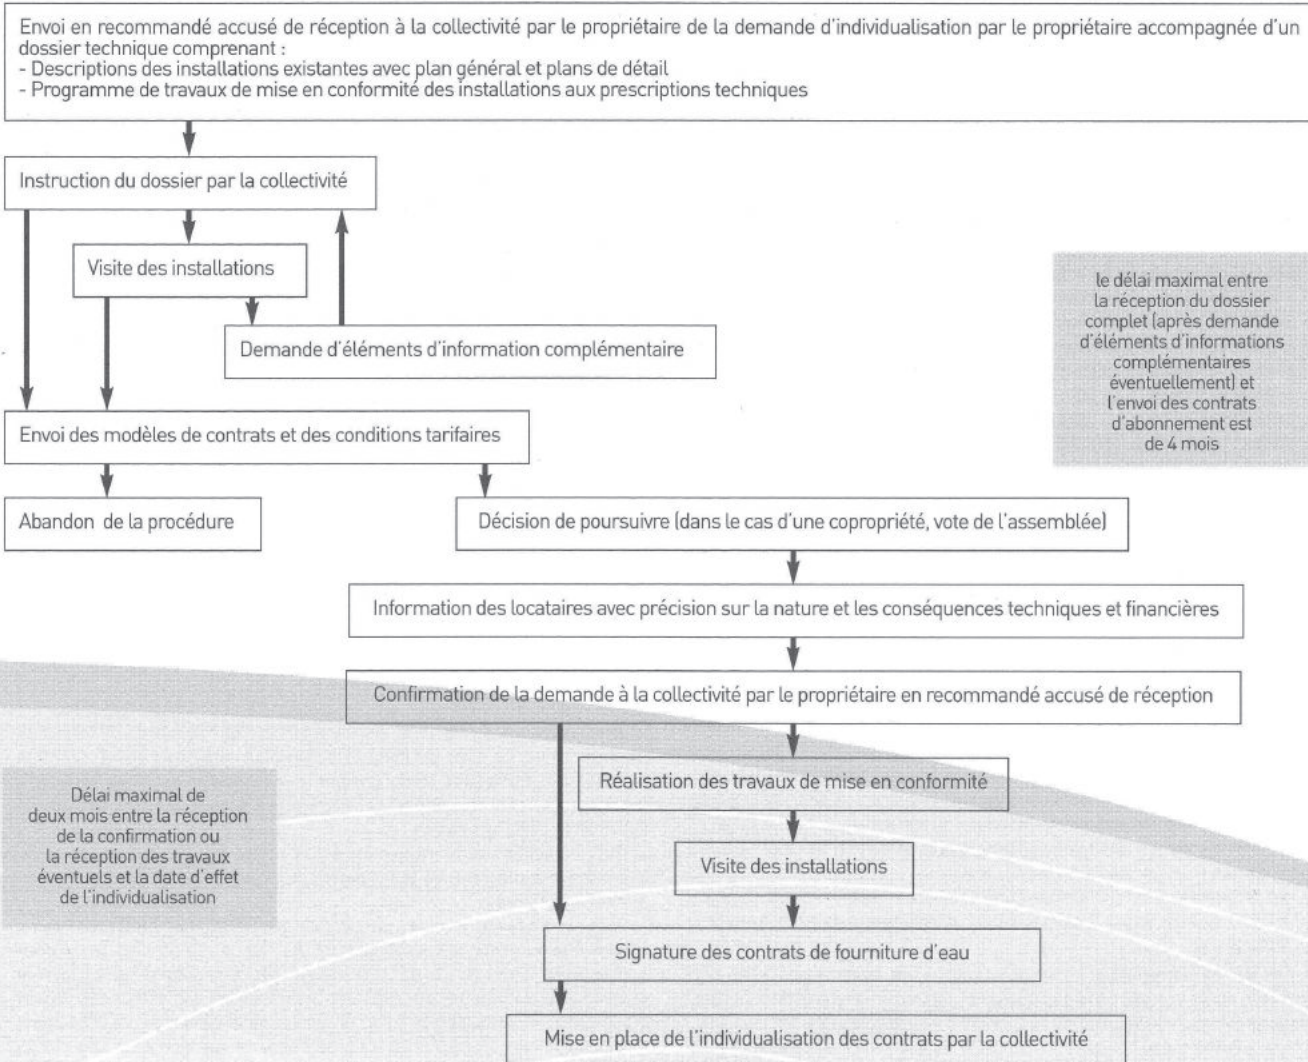 Envoi en recommandé accusé de réception à la collectivité par le propriétaire de la demande d'individualisation par le propriétaire accompagnée d'un
dossier technique comprenant :
- Descriptions des installations existantes avec plan général et plans de détail
- Programme de travaux de mise en conformité des installations aux prescriptions techniques
Instruction du dossier par la collectivité
Visite des installations
Demande d'éléments d'information complémentaire
le délai maximal entre
la réception du dossier
complet (après demande
d'éléments d'informations
complémentaires
éventuellement) et
l'envoi des contrats
d'abonnement est
de 4 mois
Envoi des modèles de contrats et des conditions tarifaires
Abandon de la procédure
Décision de poursuivre (dans le cas d'une copropriété, vote de l'assemblée)
Information des locataires avec précision sur la nature et les conséquences techniques et financières
Confirmation de la demande à la collectivité par le propriétaire en recommandé accusé de réception
Réalisation des travaux de mise en conformité
Délai maximal de
deux mois entre la réception
de la confirmation ou
la réception des travaux
éventuels et la date d'effet
de l'individualisation
Visite des installations
Signature des contrats de fourniture d'eau
Mise en place de l'individualisation des contrats par la collectivité